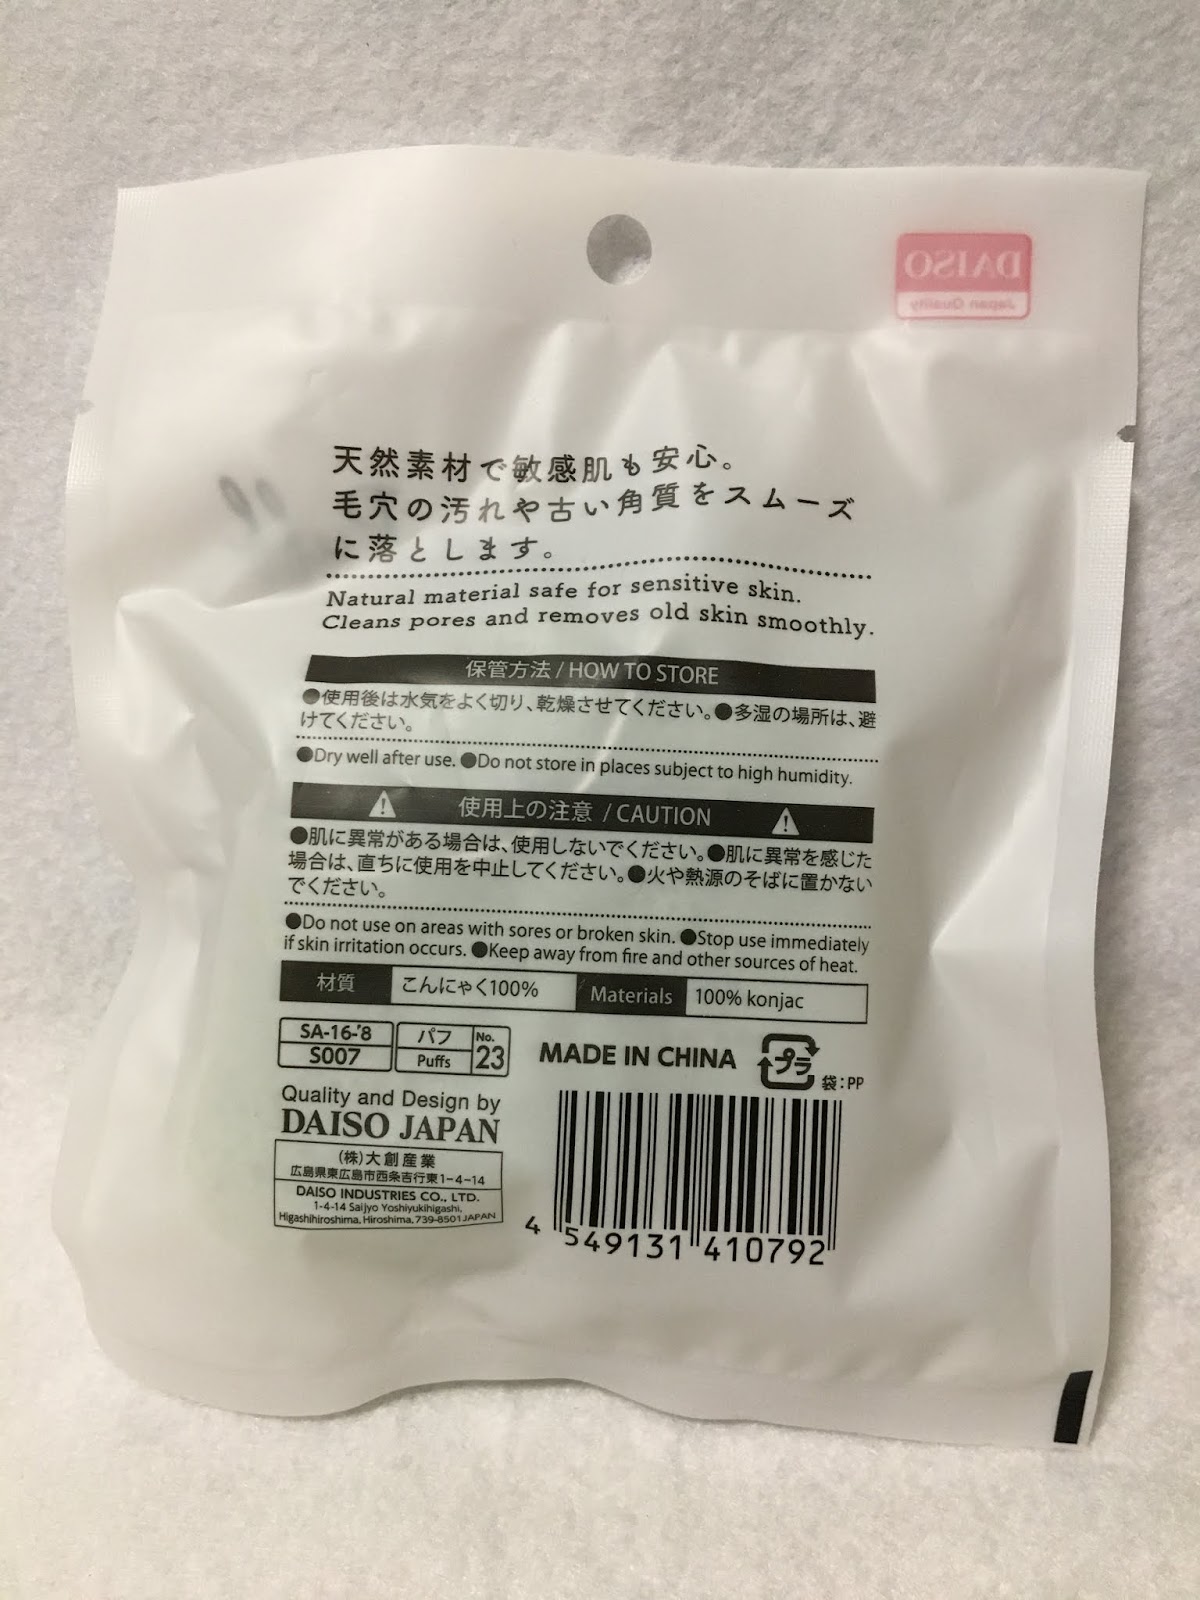 DAISO
Japan Quality
天然素材で敏感肌も安心。
毛穴の汚れや古い角質をスムーズ
に落とします。
Natural material safe for sensitive skin.
Cleans pores and removes old skin smoothly.
保管方法 / HOW TO STORE
●使用後は水気をよく切り、乾燥させてください。●多湿の場所は、避
けてください。
●Dry well after use. ●Do not store in places subject to high humidity.
使用上の注意 / CAUTION
●肌に異常がある場合は、使用しないでください。●肌に異常を感じた
場合は、直ちに使用を中止してください。●火や熱源のそばに置かない
でください。
●Do not use on areas with sores or broken skin. ●Stop use immediately
if skin irritation occurs. ●Keep away from fire and other sources of heat.
材質 こんにゃく100% Materials 100% konjac
SA-16-'8 パフ No.
S007 Puffs 23
MADE IN CHINA
プラ
袋:PP
Quality and Design by
DAISO JAPAN
(株)大創産業
広島県東広島市西条吉行東1-4-14
DAISO INDUSTRIES CO., LTD.
1-4-14 Saijyo Yoshiyukihigashi,
Higashihiroshima, Hiroshima, 739-8501 JAPAN
4 549131 410792